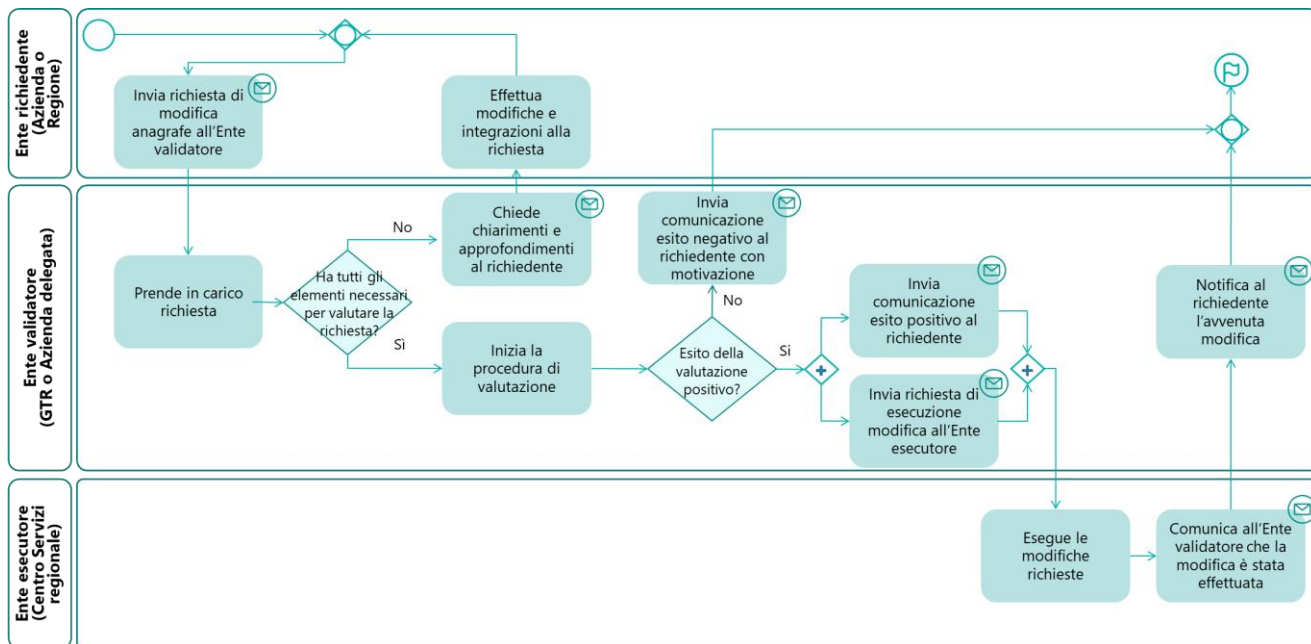 Ente richiedente
(Azienda o
Regione)
Invia richiesta di
modifica
anagrafe all'Ente
validatore
Effettua
modifiche e
integrazioni alla
richiesta
Ente validatore
(GTR o Azienda delegata)
Prende in carico
richiesta
Ha tutti gli
elementi necessari
per valutare la
richiesta?
No
Chiede
chiarimenti e
approfondimenti
al richiedente
Sì
Inizia la
procedura di
valutazione
Invia
comunicazione
esito negativo al
richiedente con
motivazione
No
Esito della
valutazione
positivo?
Si
Invia
comunicazione
esito positivo al
richiedente
Invia richiesta di
esecuzione
modifica all'Ente
esecutore
Notifica al
richiedente
l'avvenuta
modifica
Ente esecutore
(Centro Servizi
regionale)
Esegue le
modifiche
richieste
Comunica all'Ente
validatore che la
modifica è stata
effettuata